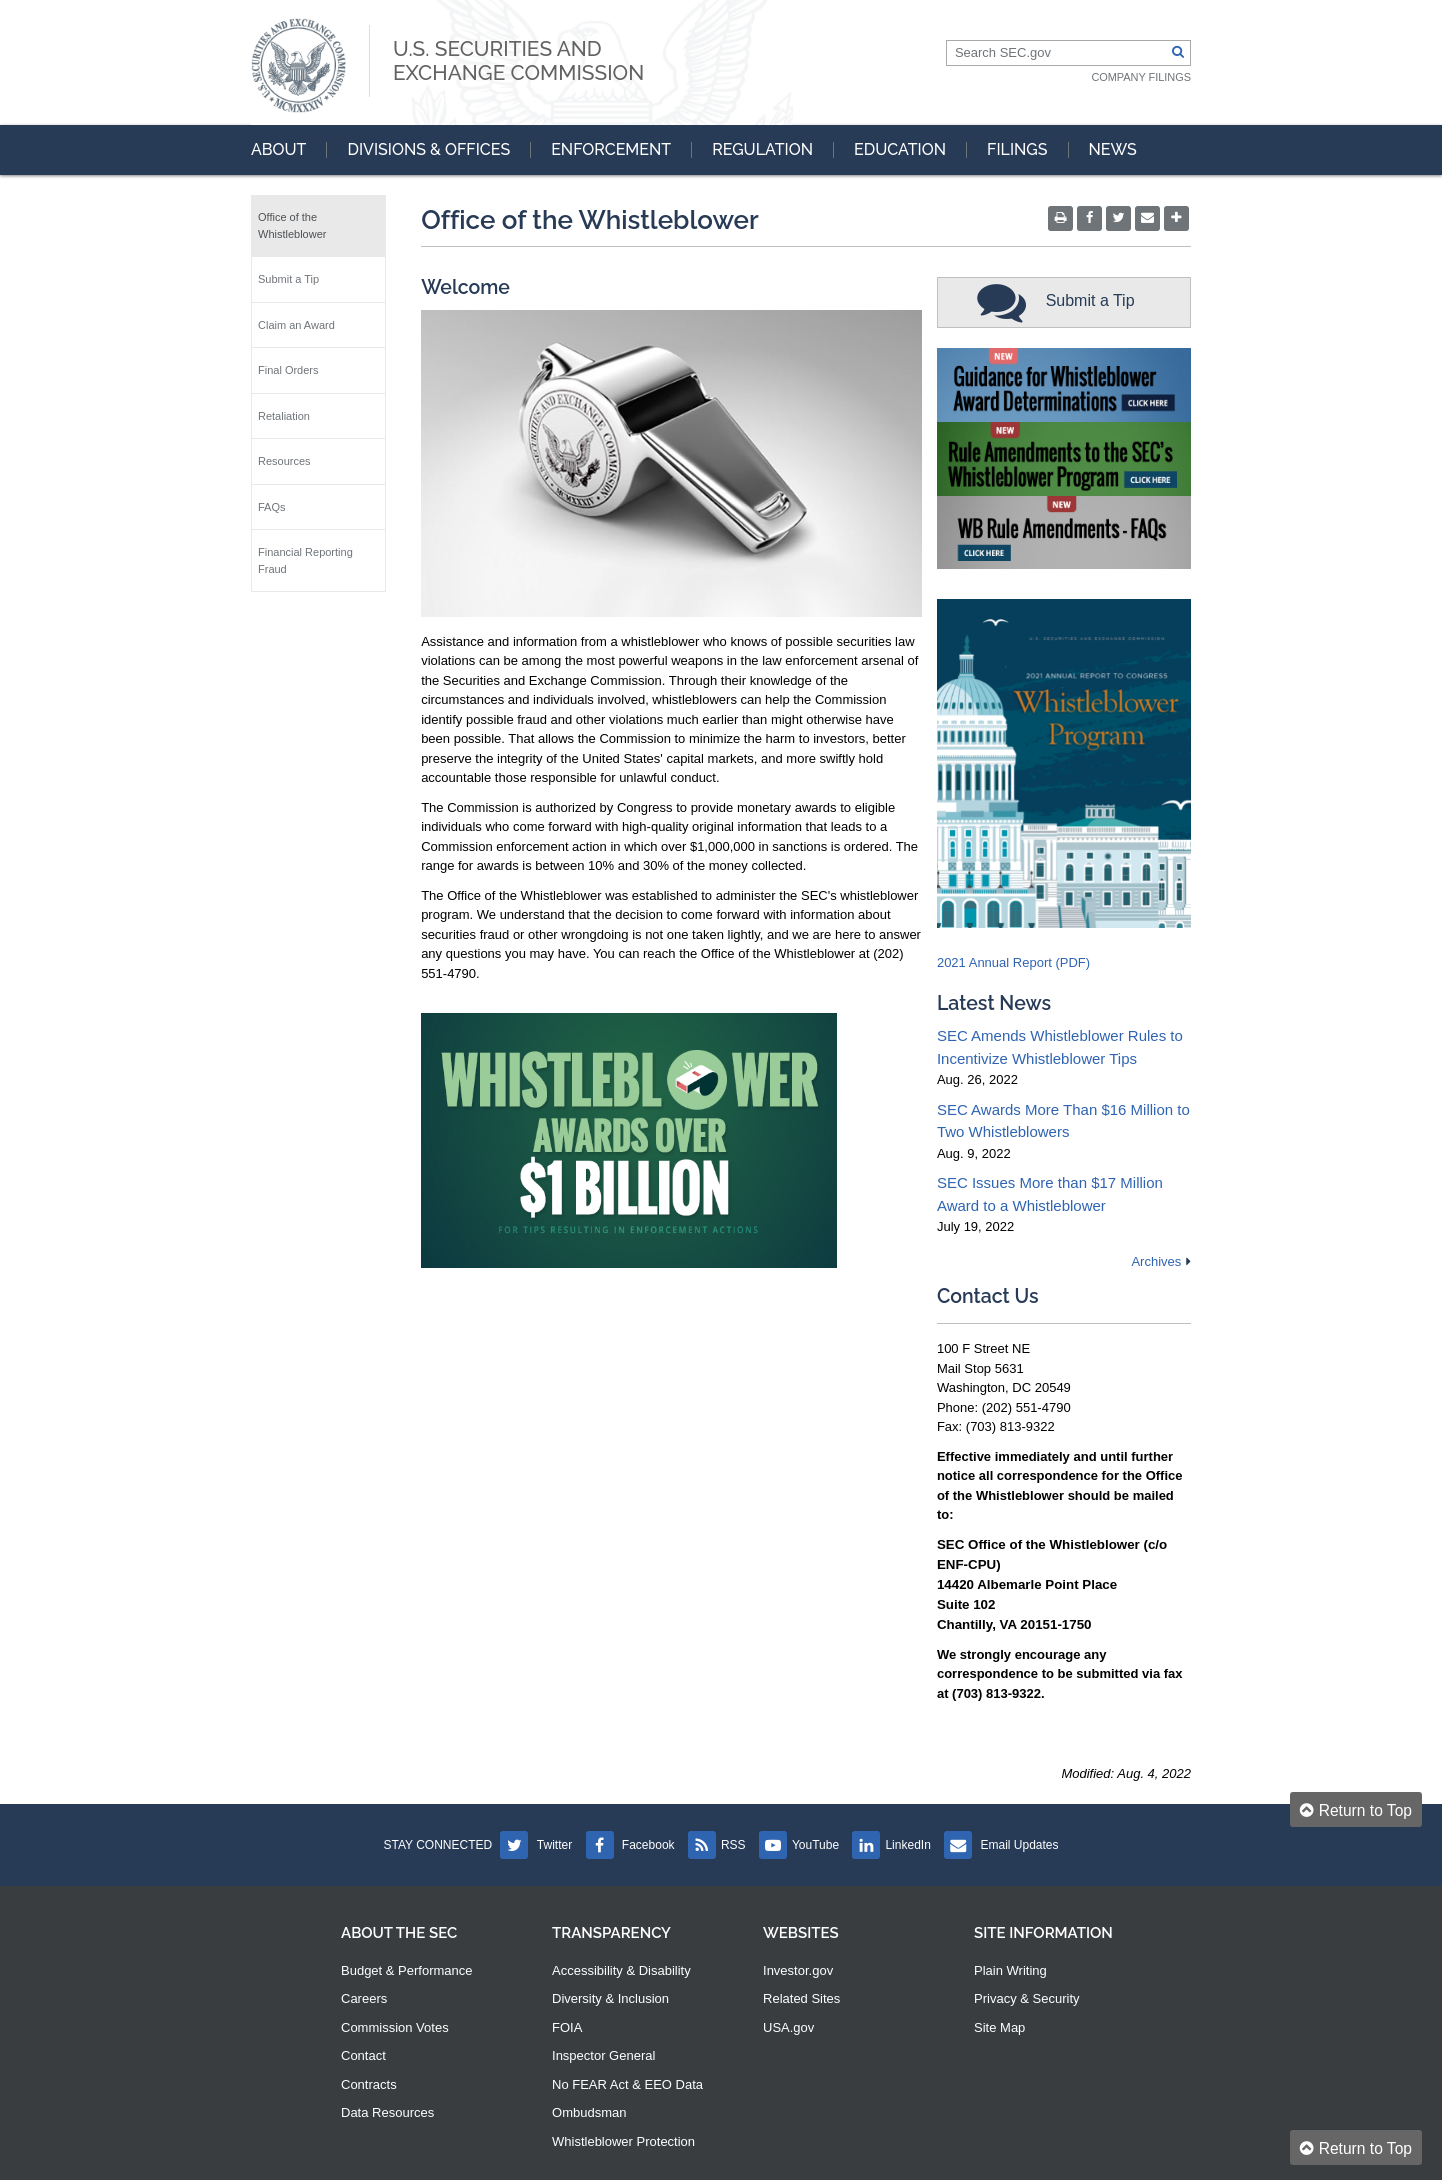 U.S. SECURITIES AND
EXCHANGE COMMISSION
Search SEC.gov
COMPANY FILINGS
ABOUT
DIVISIONS & OFFICES
ENFORCEMENT
REGULATION
EDUCATION
FILINGS
NEWS
Office of the
Whistleblower
Submit a Tip
Claim an Award
Final Orders
Retaliation
Resources
FAQs
Financial Reporting
Fraud
Office of the Whistleblower
Welcome
U.S. SECURITIES AND EXCHANGE COMMISSION
MCMXXXIV
Assistance and information from a whistleblower who knows of possible securities law
violations can be among the most powerful weapons in the law enforcement arsenal of
the Securities and Exchange Commission. Through their knowledge of the
circumstances and individuals involved, whistleblowers can help the Commission
identify possible fraud and other violations much earlier than might otherwise have
been possible. That allows the Commission to minimize the harm to investors, better
preserve the integrity of the United States' capital markets, and more swiftly hold
accountable those responsible for unlawful conduct.
The Commission is authorized by Congress to provide monetary awards to eligible
individuals who come forward with high-quality original information that leads to a
Commission enforcement action in which over $1,000,000 in sanctions is ordered. The
range for awards is between 10% and 30% of the money collected.
The Office of the Whistleblower was established to administer the SEC's whistleblower
program. We understand that the decision to come forward with information about
securities fraud or other wrongdoing is not one taken lightly, and we are here to answer
any questions you may have. You can reach the Office of the Whistleblower at (202)
551-4790.
WHISTLEBLOWER
AWARDS OVER
$1 BILLION
FOR TIPS RESULTING IN ENFORCEMENT ACTIONS
Submit a Tip
NEW
Guidance for Whistleblower
Award Determinations CLICK HERE
NEW
Rule Amendments to the SEC's
Whistleblower Program CLICK HERE
NEW
WB Rule Amendments - FAQs
CLICK HERE
U.S. SECURITIES AND EXCHANGE COMMISSION
2021 ANNUAL REPORT TO CONGRESS
Whistleblower
Program
2021 Annual Report (PDF)
Latest News
SEC Amends Whistleblower Rules to
Incentivize Whistleblower Tips
Aug. 26, 2022
SEC Awards More Than $16 Million to
Two Whistleblowers
Aug. 9, 2022
SEC Issues More than $17 Million
Award to a Whistleblower
July 19, 2022
Archives
Contact Us
100 F Street NE
Mail Stop 5631
Washington, DC 20549
Phone: (202) 551-4790
Fax: (703) 813-9322
Effective immediately and until further
notice all correspondence for the Office
of the Whistleblower should be mailed
to:
SEC Office of the Whistleblower (c/o
ENF-CPU)
14420 Albemarle Point Place
Suite 102
Chantilly, VA 20151-1750
We strongly encourage any
correspondence to be submitted via fax
at (703) 813-9322.
Modified: Aug. 4, 2022
Return to Top
STAY CONNECTED Twitter Facebook RSS YouTube LinkedIn Email Updates
ABOUT THE SEC
Budget & Performance
Careers
Commission Votes
Contact
Contracts
Data Resources
TRANSPARENCY
Accessibility & Disability
Diversity & Inclusion
FOIA
Inspector General
No FEAR Act & EEO Data
Ombudsman
Whistleblower Protection
WEBSITES
Investor.gov
Related Sites
USA.gov
SITE INFORMATION
Plain Writing
Privacy & Security
Site Map
Return to Top